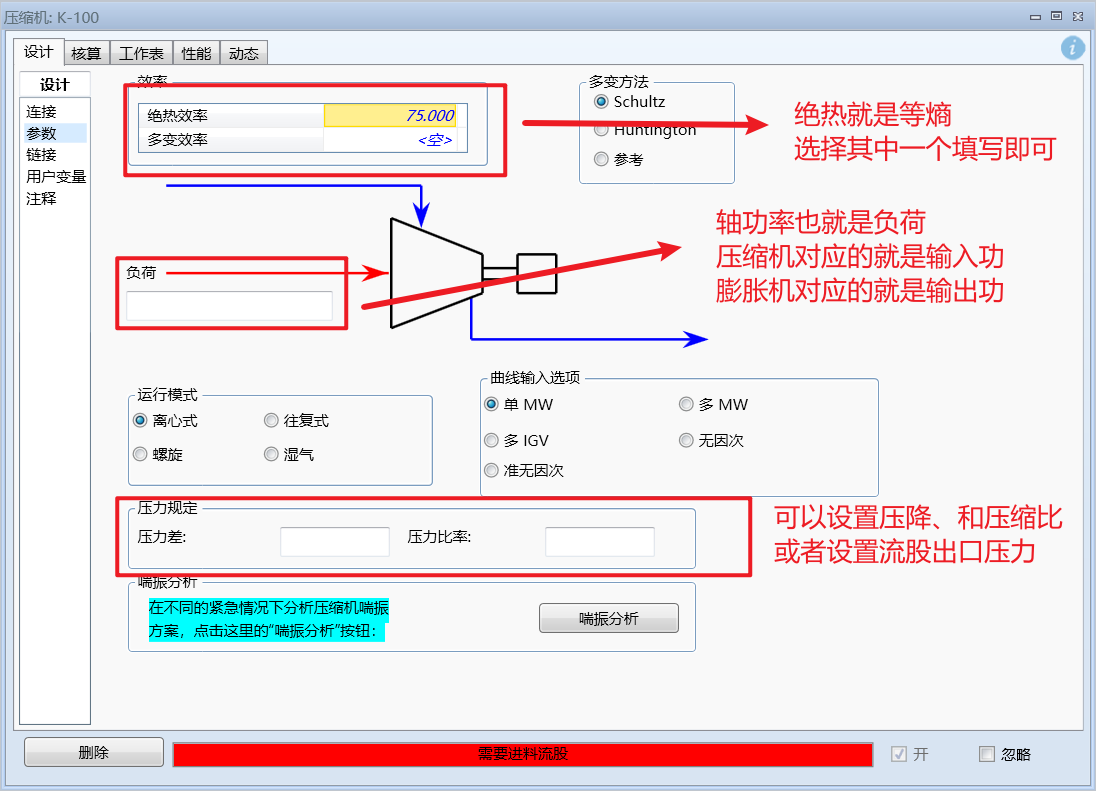 压缩机: K-100
设计 核算 工作表 性能 动态
设计
连接
参数
链接
用户变量
注释
效率
绝热效率 75.000
多变效率 <空>
多变方法
Schultz
Huntington
参考
绝热就是等熵
选择其中一个填写即可
负荷
轴功率也就是负荷
压缩机对应的就是输入功
膨胀机对应的就是输出功
运行模式
离心式 往复式
螺旋 湿气
曲线输入选项
单 MW 多 MW
多 IGV 无因次
准无因次
压力规定
压力差: 压力比率:
可以设置压降、和压缩比
或者设置流股出口压力
喘振分析
在不同的紧急情况下分析压缩机喘振
方案，点击这里的“喘振分析”按钮：
喘振分析
删除 需要进料流股 开 忽略